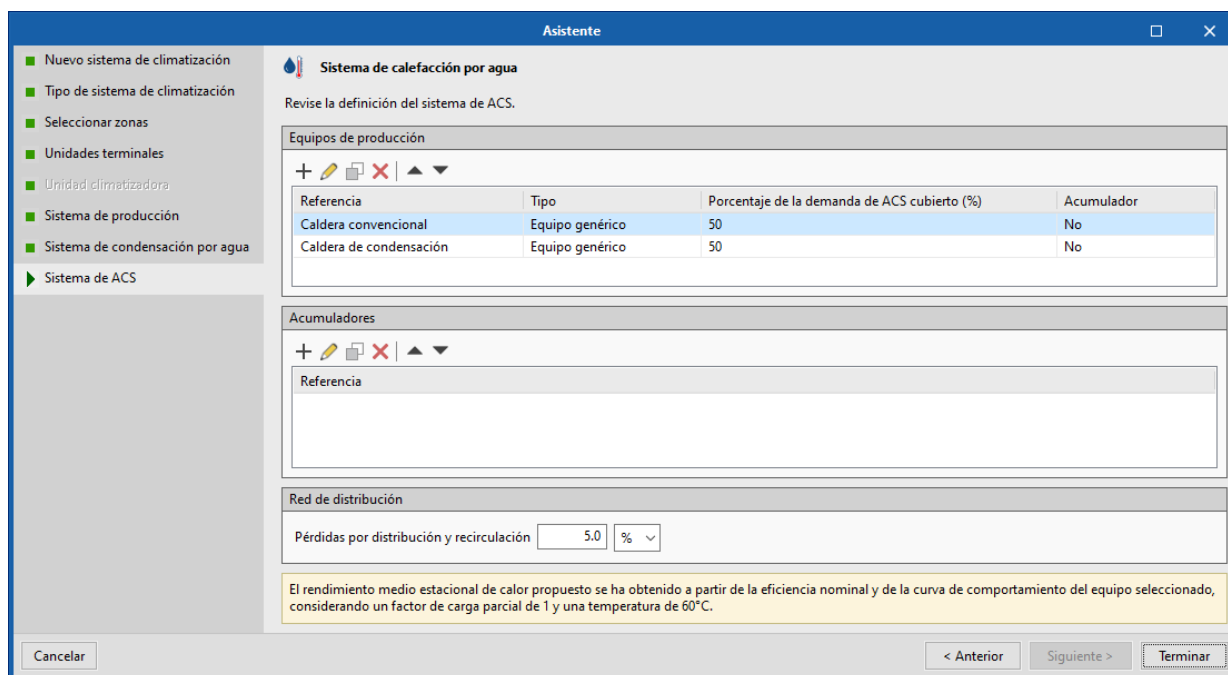 Asistente
Nuevo sistema de climatización
Tipo de sistema de climatización
Seleccionar zonas
Unidades terminales
Unidad climatizadora
Sistema de producción
Sistema de condensación por agua
Sistema de ACS
Sistema de calefacción por agua
Revise la definición del sistema de ACS.
Equipos de producción
Referencia Tipo Porcentaje de la demanda de ACS cubierto (%) Acumulador
Caldera convencional Equipo genérico 50 No
Caldera de condensación Equipo genérico 50 No
Acumuladores
Referencia
Red de distribución
Pérdidas por distribución y recirculación 5.0 %
El rendimiento medio estacional de calor propuesto se ha obtenido a partir de la eficiencia nominal y de la curva de comportamiento del equipo seleccionado,
considerando un factor de carga parcial de 1 y una temperatura de 60°C.
Cancelar < Anterior Siguiente > Terminar